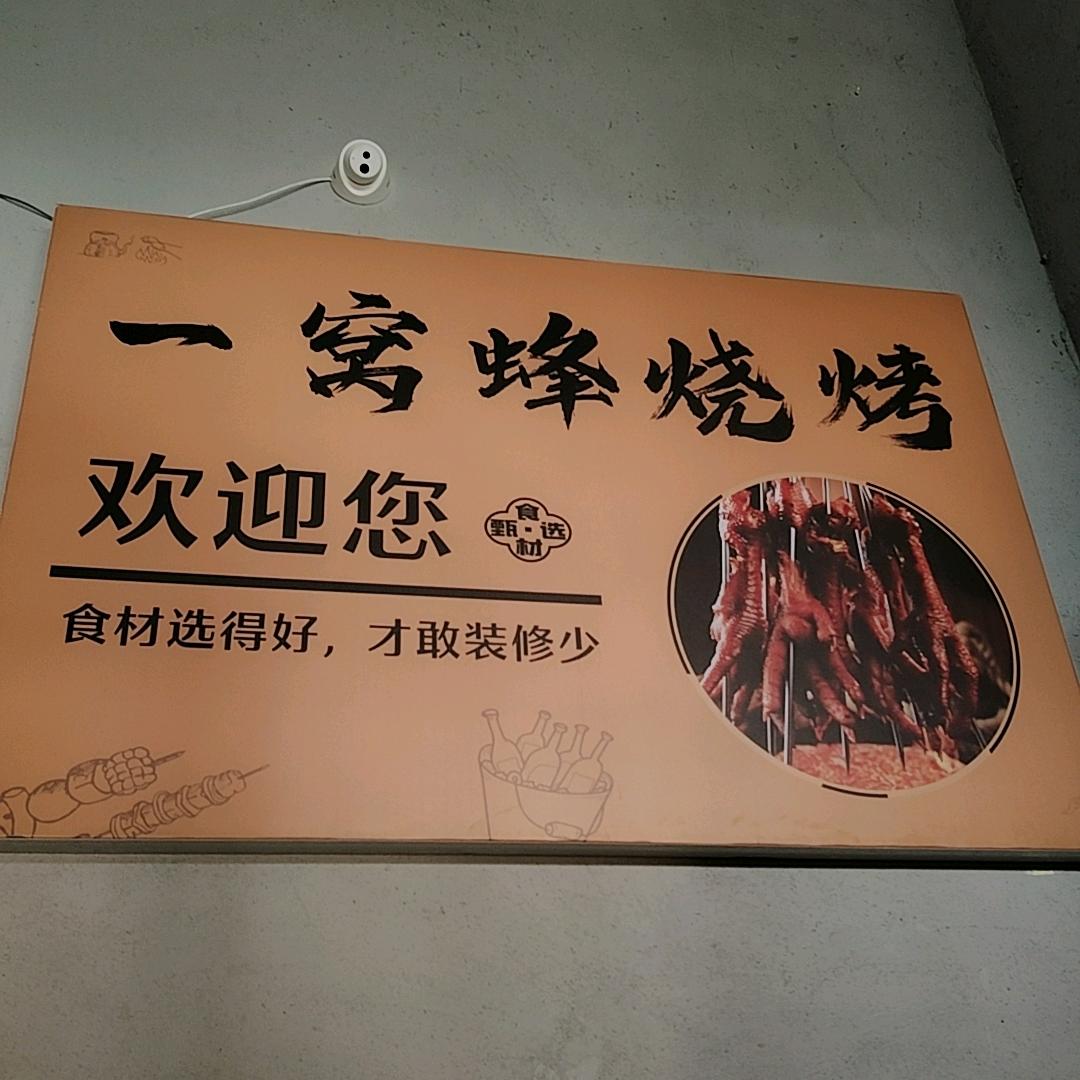 一窝蜂烧烤
欢迎您
食
甄·选
材
食材选得好，才敢装修少